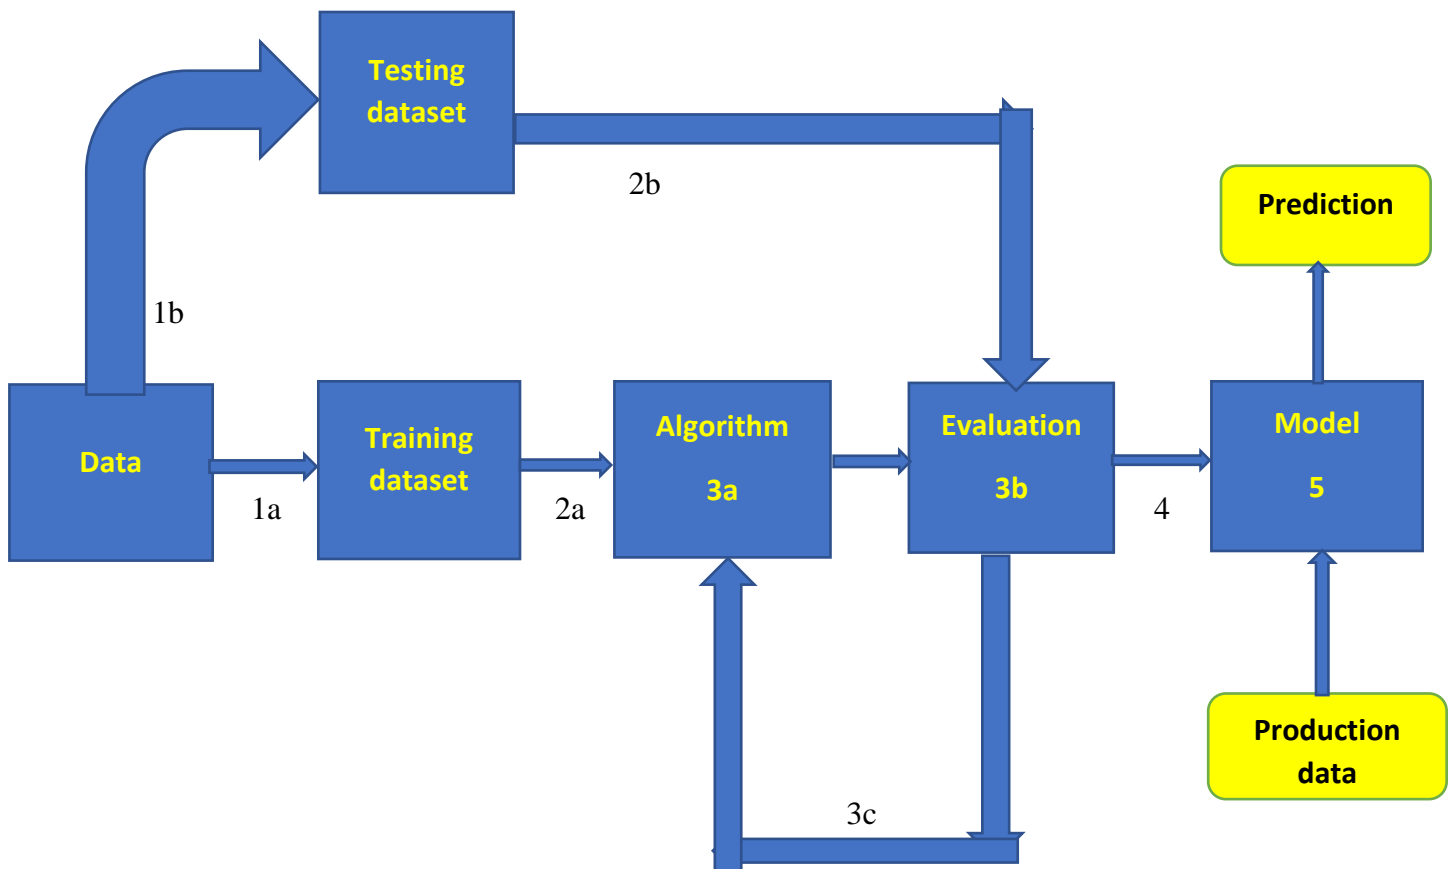 Testing
dataset
2b
Prediction
1b
Data
1a
Training
dataset
2a
Algorithm
3a
Evaluation
3b
4
Model
5
3c
Production
data